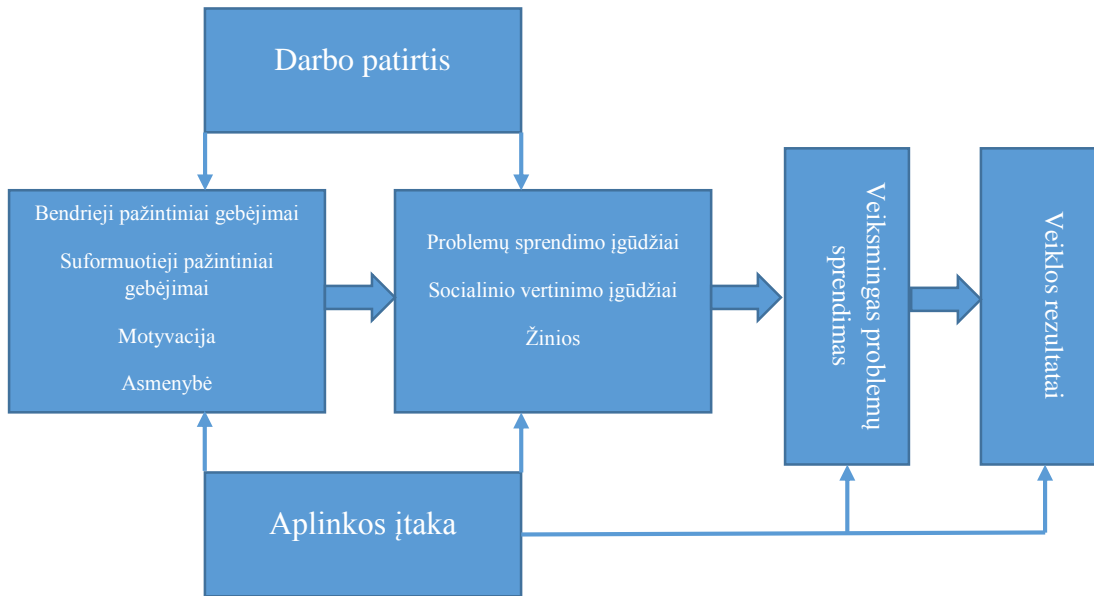 Darbo patirtis
Bendrieji pažintiniai gebėjimai
Suformuotieji pažintiniai
gebėjimai
Motyvacija
Asmenybė
Problemų sprendimo įgūdžiai
Socialinio vertinimo įgūdžiai
Žinios
Veiksmingas problemų
sprendimas
Veiklos rezultatai
Aplinkos įtaka